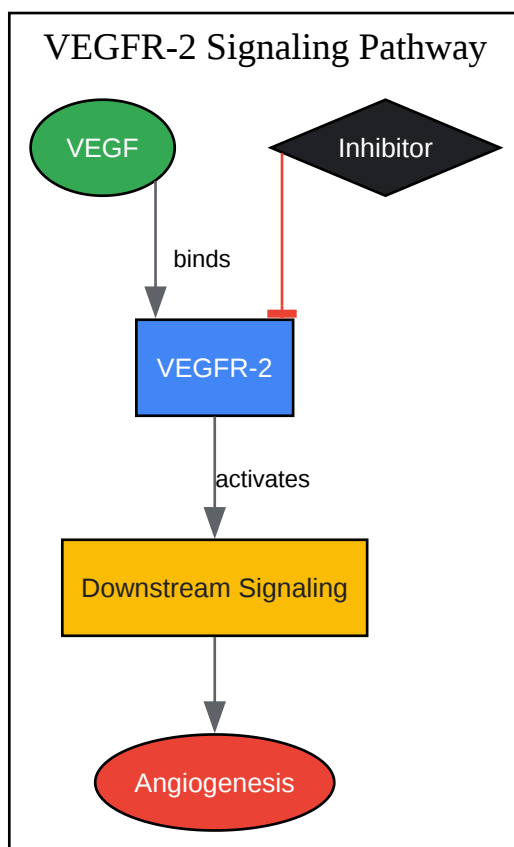 VEGFR-2 Signaling Pathway
VEGF
Inhibitor
binds
VEGFR-2
activates
Downstream Signaling
Angiogenesis